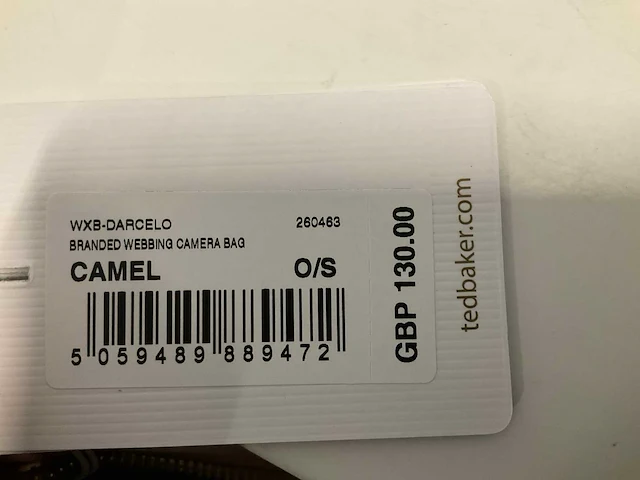 WXB-DARCELO 260463
BRANDED WEBBING CAMERA BAG
CAMEL O/S
5 059489 889472
GBP 130.00
tedbaker.com